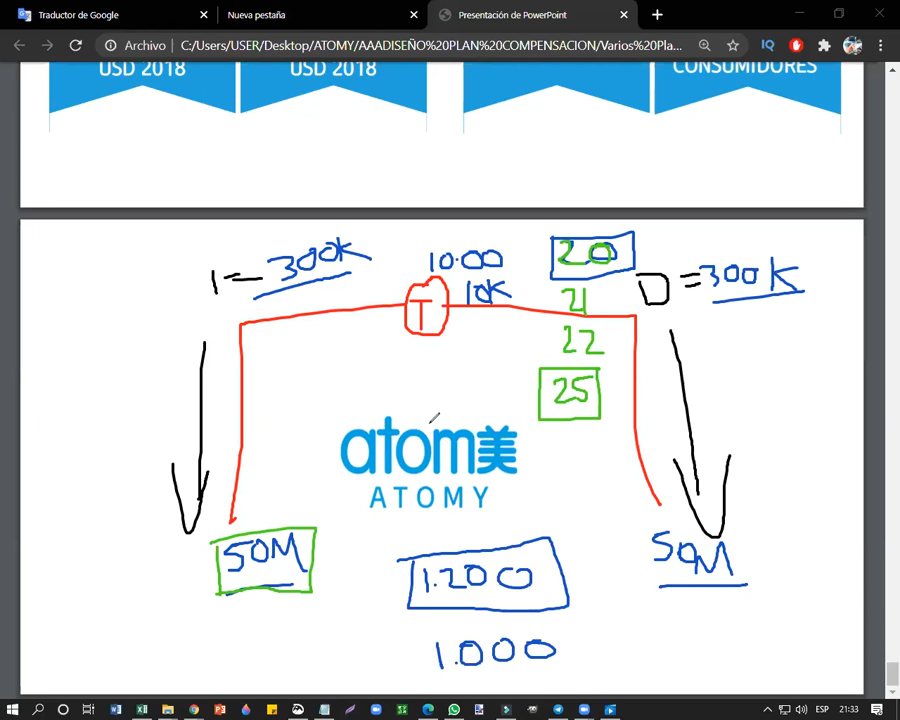 Traductor de Google
Nueva pestaña
Presentación de PowerPoint
Archivo
C:/Users/USER/Desktop/ATOMY/AAADISEÑO%20PLAN%20COMPENSACION/Varios%20Pla...
IQ
USD 2018
USD 2018
CONSUMIDORES
I = 300K
10.00
10K
20
D = 300K
T
21
22
25
atom美
ATOMY
50M
50M
1.200
1.000
ESP
21:33